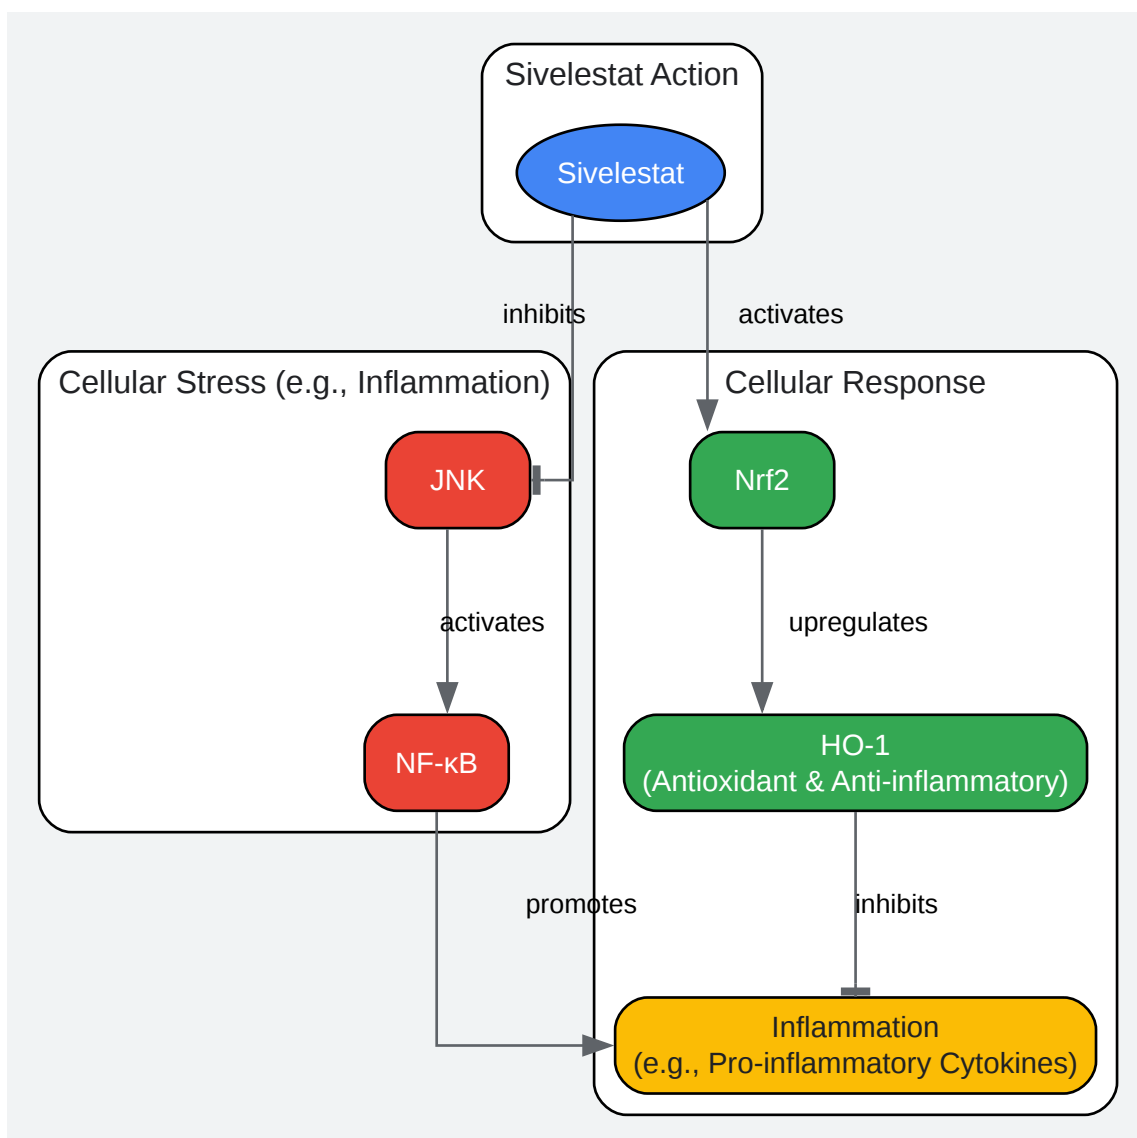 Sivelestat Action
Sivelestat
inhibits
activates
Cellular Stress (e.g., Inflammation)
Cellular Response
JNK
Nrf2
activates
upregulates
NF-κB
HO-1
(Antioxidant & Anti-inflammatory)
promotes
inhibits
Inflammation
(e.g., Pro-inflammatory Cytokines)